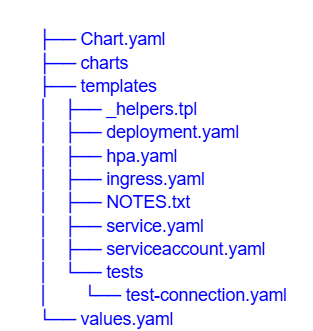 ├── Chart.yaml
├── charts
├── templates
│   ├── _helpers.tpl
│   ├── deployment.yaml
│   ├── hpa.yaml
│   ├── ingress.yaml
│   ├── NOTES.txt
│   ├── service.yaml
│   ├── serviceaccount.yaml
│   └── tests
│       └── test-connection.yaml
└── values.yaml